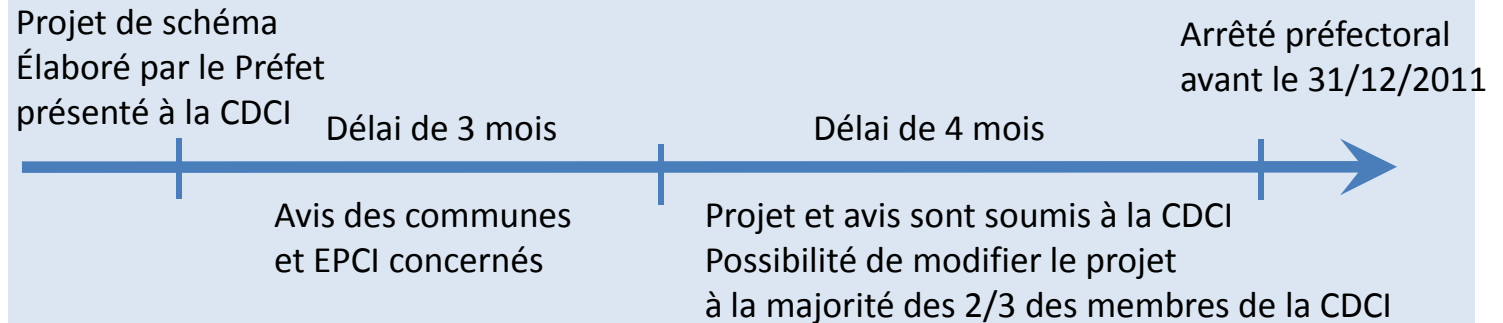 Projet de schéma
Élaboré par le Préfet
présenté à la CDCI
Délai de 3 mois
Délai de 4 mois
Arrêté préfectoral
avant le 31/12/2011
Avis des communes
et EPCI concernés
Projet et avis sont soumis à la CDCI
Possibilité de modifier le projet
à la majorité des 2/3 des membres de la CDCI